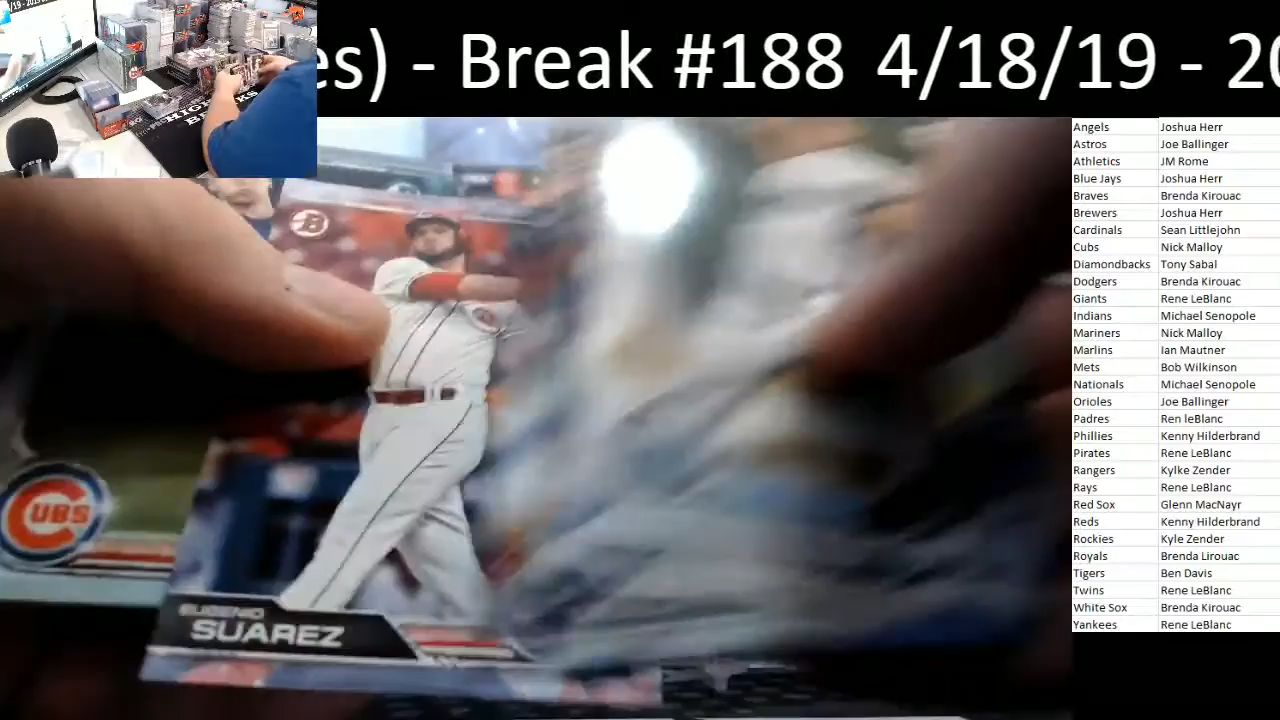 /19 - 20
es) - Break #188 4/18/19 - 20
Angels Joshua Herr
Astros Joe Ballinger
Athletics JM Rome
Blue Jays Joshua Herr
Braves Brenda Kirouac
Brewers Joshua Herr
Cardinals Sean Littlejohn
Cubs Nick Malloy
Diamondbacks Tony Sabal
Dodgers Brenda Kirouac
Giants Rene LeBlanc
Indians Michael Senopole
Mariners Nick Malloy
Marlins Ian Mautner
Mets Bob Wilkinson
Nationals Michael Senopole
Orioles Joe Ballinger
Padres Ren leBlanc
Phillies Kenny Hilderbrand
Pirates Rene LeBlanc
Rangers Kylke Zender
Rays Rene LeBlanc
Red Sox Glenn MacNayr
Reds Kenny Hilderbrand
Rockies Kyle Zender
Royals Brenda Lirouac
Tigers Ben Davis
Twins Rene LeBlanc
White Sox Brenda Kirouac
Yankees Rene LeBlanc
B
CUBS
EUGENIO
SUAREZ